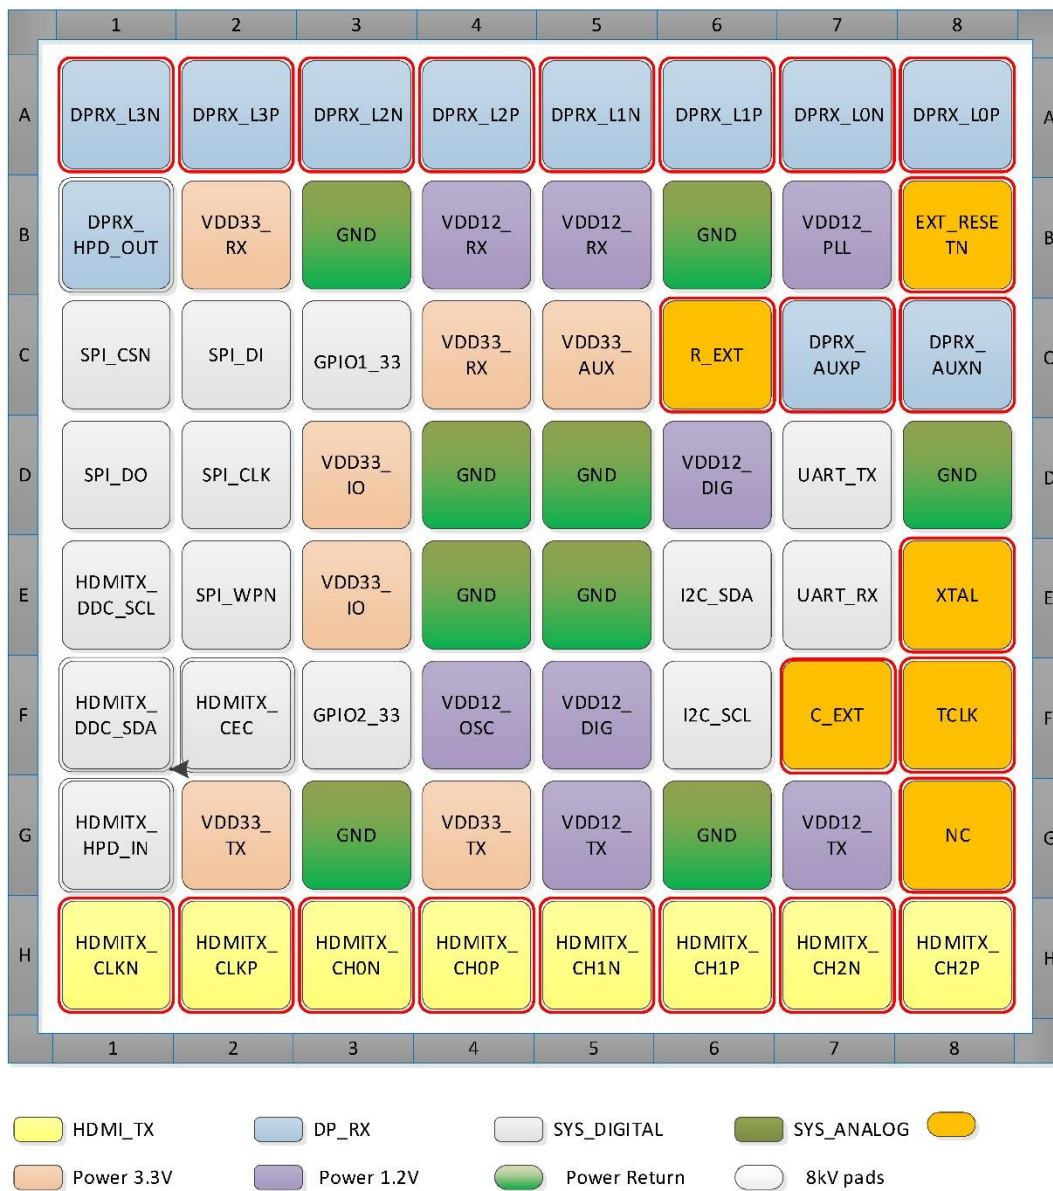 1 2 3 4 5 6 7 8
A DPRX_L3N DPRX_L3P DPRX_L2N DPRX_L2P DPRX_L1N DPRX_L1P DPRX_L0N DPRX_L0P A
DPRX_ VDD33_ VDD12_ VDD12_ VDD12_ EXT_RESE
B GND GND B
HPD_OUT RX RX RX PLL TN
VDD33_ VDD33_ DPRX_ DPRX_
C SPI_CSN SPI_DI GPIO1_33 R_EXT C
RX AUX AUXP AUXN
VDD33_ VDD12_
D SPI_DO SPI_CLK GND GND UART_TX GND D
IO DIG
HDMITX_ VDD33_
E SPI_WPN GND GND I2C_SDA UART_RX XTAL E
DDC_SCL IO
HDMITX_ HDMITX_ VDD12_ VDD12_
F GPIO2_33 I2C_SCL C_EXT TCLK F
DDC_SDA CEC OSC DIG
HDMITX_ VDD33_ VDD33_ VDD12_ VDD12_
G GND GND NC G
HPD_IN TX TX TX TX
HDMITX_ HDMITX_ HDMITX_ HDMITX_ HDMITX_ HDMITX_ HDMITX_ HDMITX_
H H
CLKN CLKP CH0N CH0P CH1N CH1P CH2N CH2P
1 2 3 4 5 6 7 8
HDMI_TX DP_RX SYS_DIGITAL SYS_ANALOG
Power 3.3V Power 1.2V Power Return 8kV pads